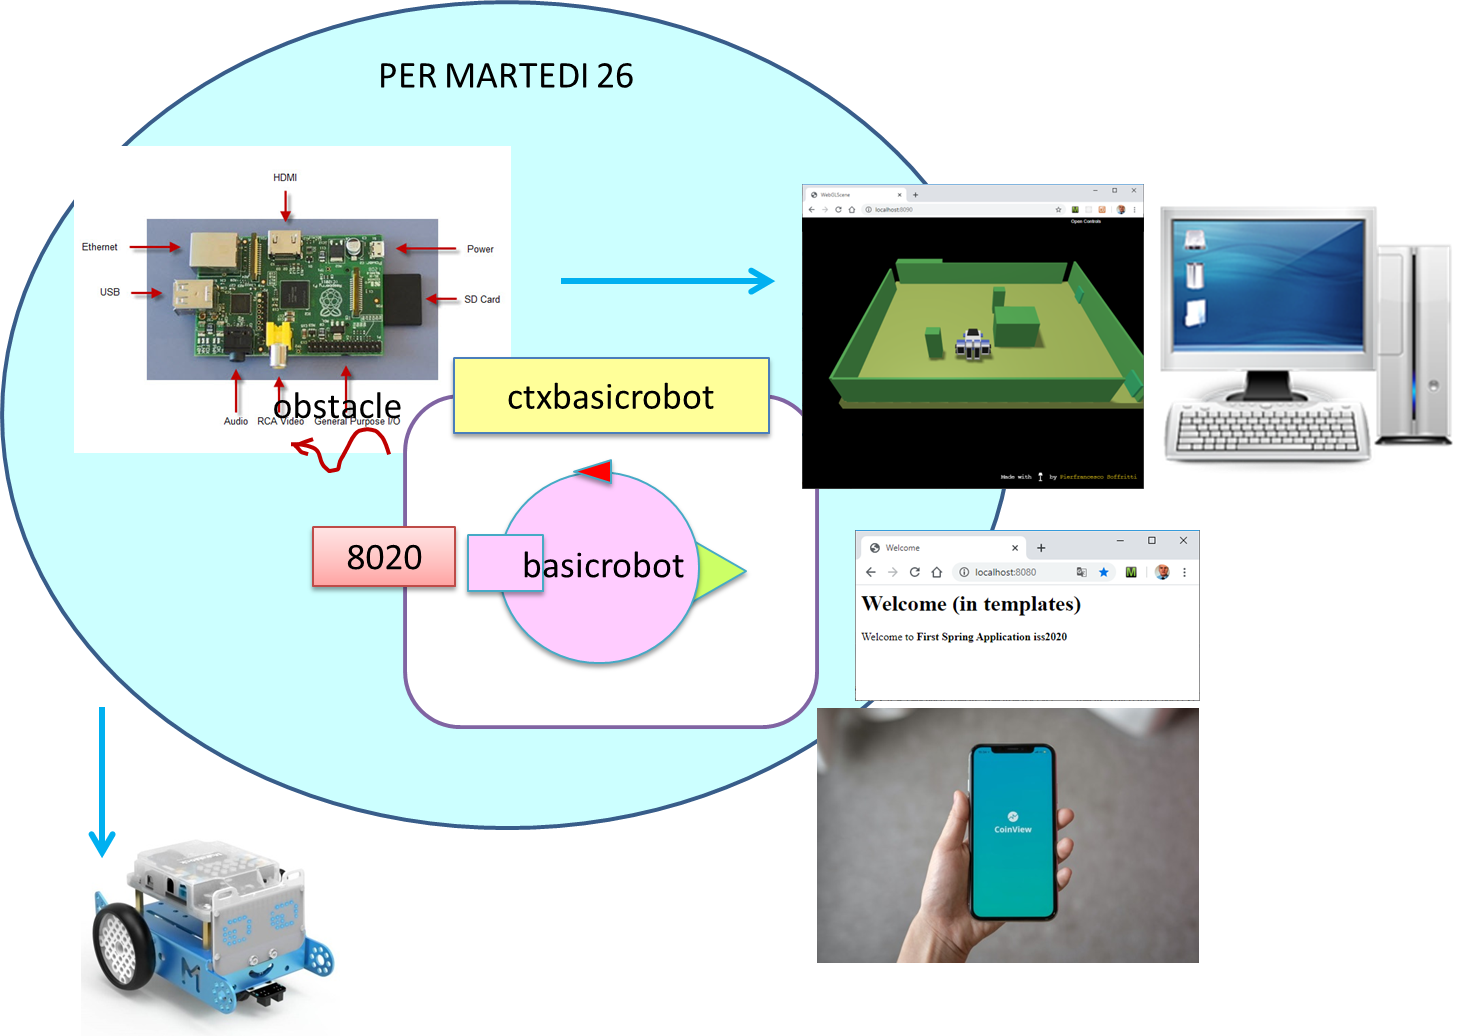 PER MARTEDI 26
HDMI
Ethernet
Power
USB
SD Card
Audio
RCA Video
General Purpose I/O
obstacle
WebGLScene
localhost:8090
Open Controls
Made with by Pierfrancesco Soffritti
ctxbasicrobot
8020
basicrobot
Welcome
localhost:8080
Welcome (in templates)
Welcome to First Spring Application iss2020
CoinView
M